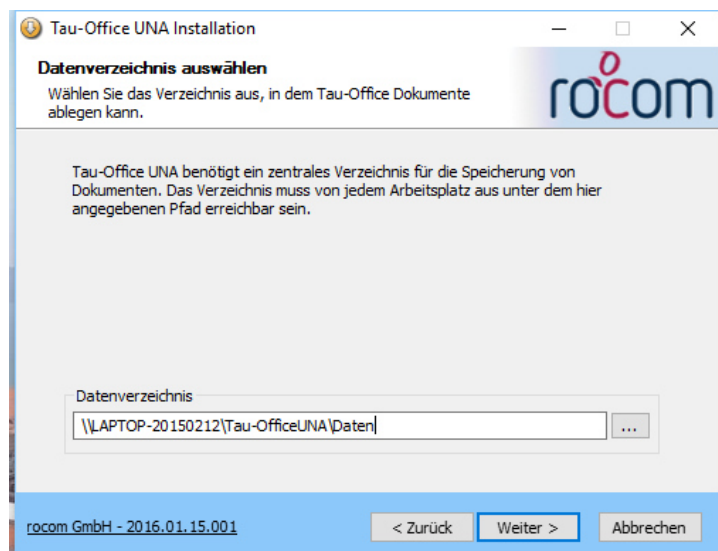 Tau-Office UNA Installation
Datenverzeichnis auswählen
Wählen Sie das Verzeichnis aus, in dem Tau-Office Dokumente
ablegen kann.
rocom
Tau-Office UNA benötigt ein zentrales Verzeichnis für die Speicherung von
Dokumenten. Das Verzeichnis muss von jedem Arbeitsplatz aus unter dem hier
angegebenen Pfad erreichbar sein.
Datenverzeichnis
\\LAPTOP-20150212\Tau-OfficeUNA\Daten
...
rocom GmbH - 2016.01.15.001
< Zurück
Weiter >
Abbrechen